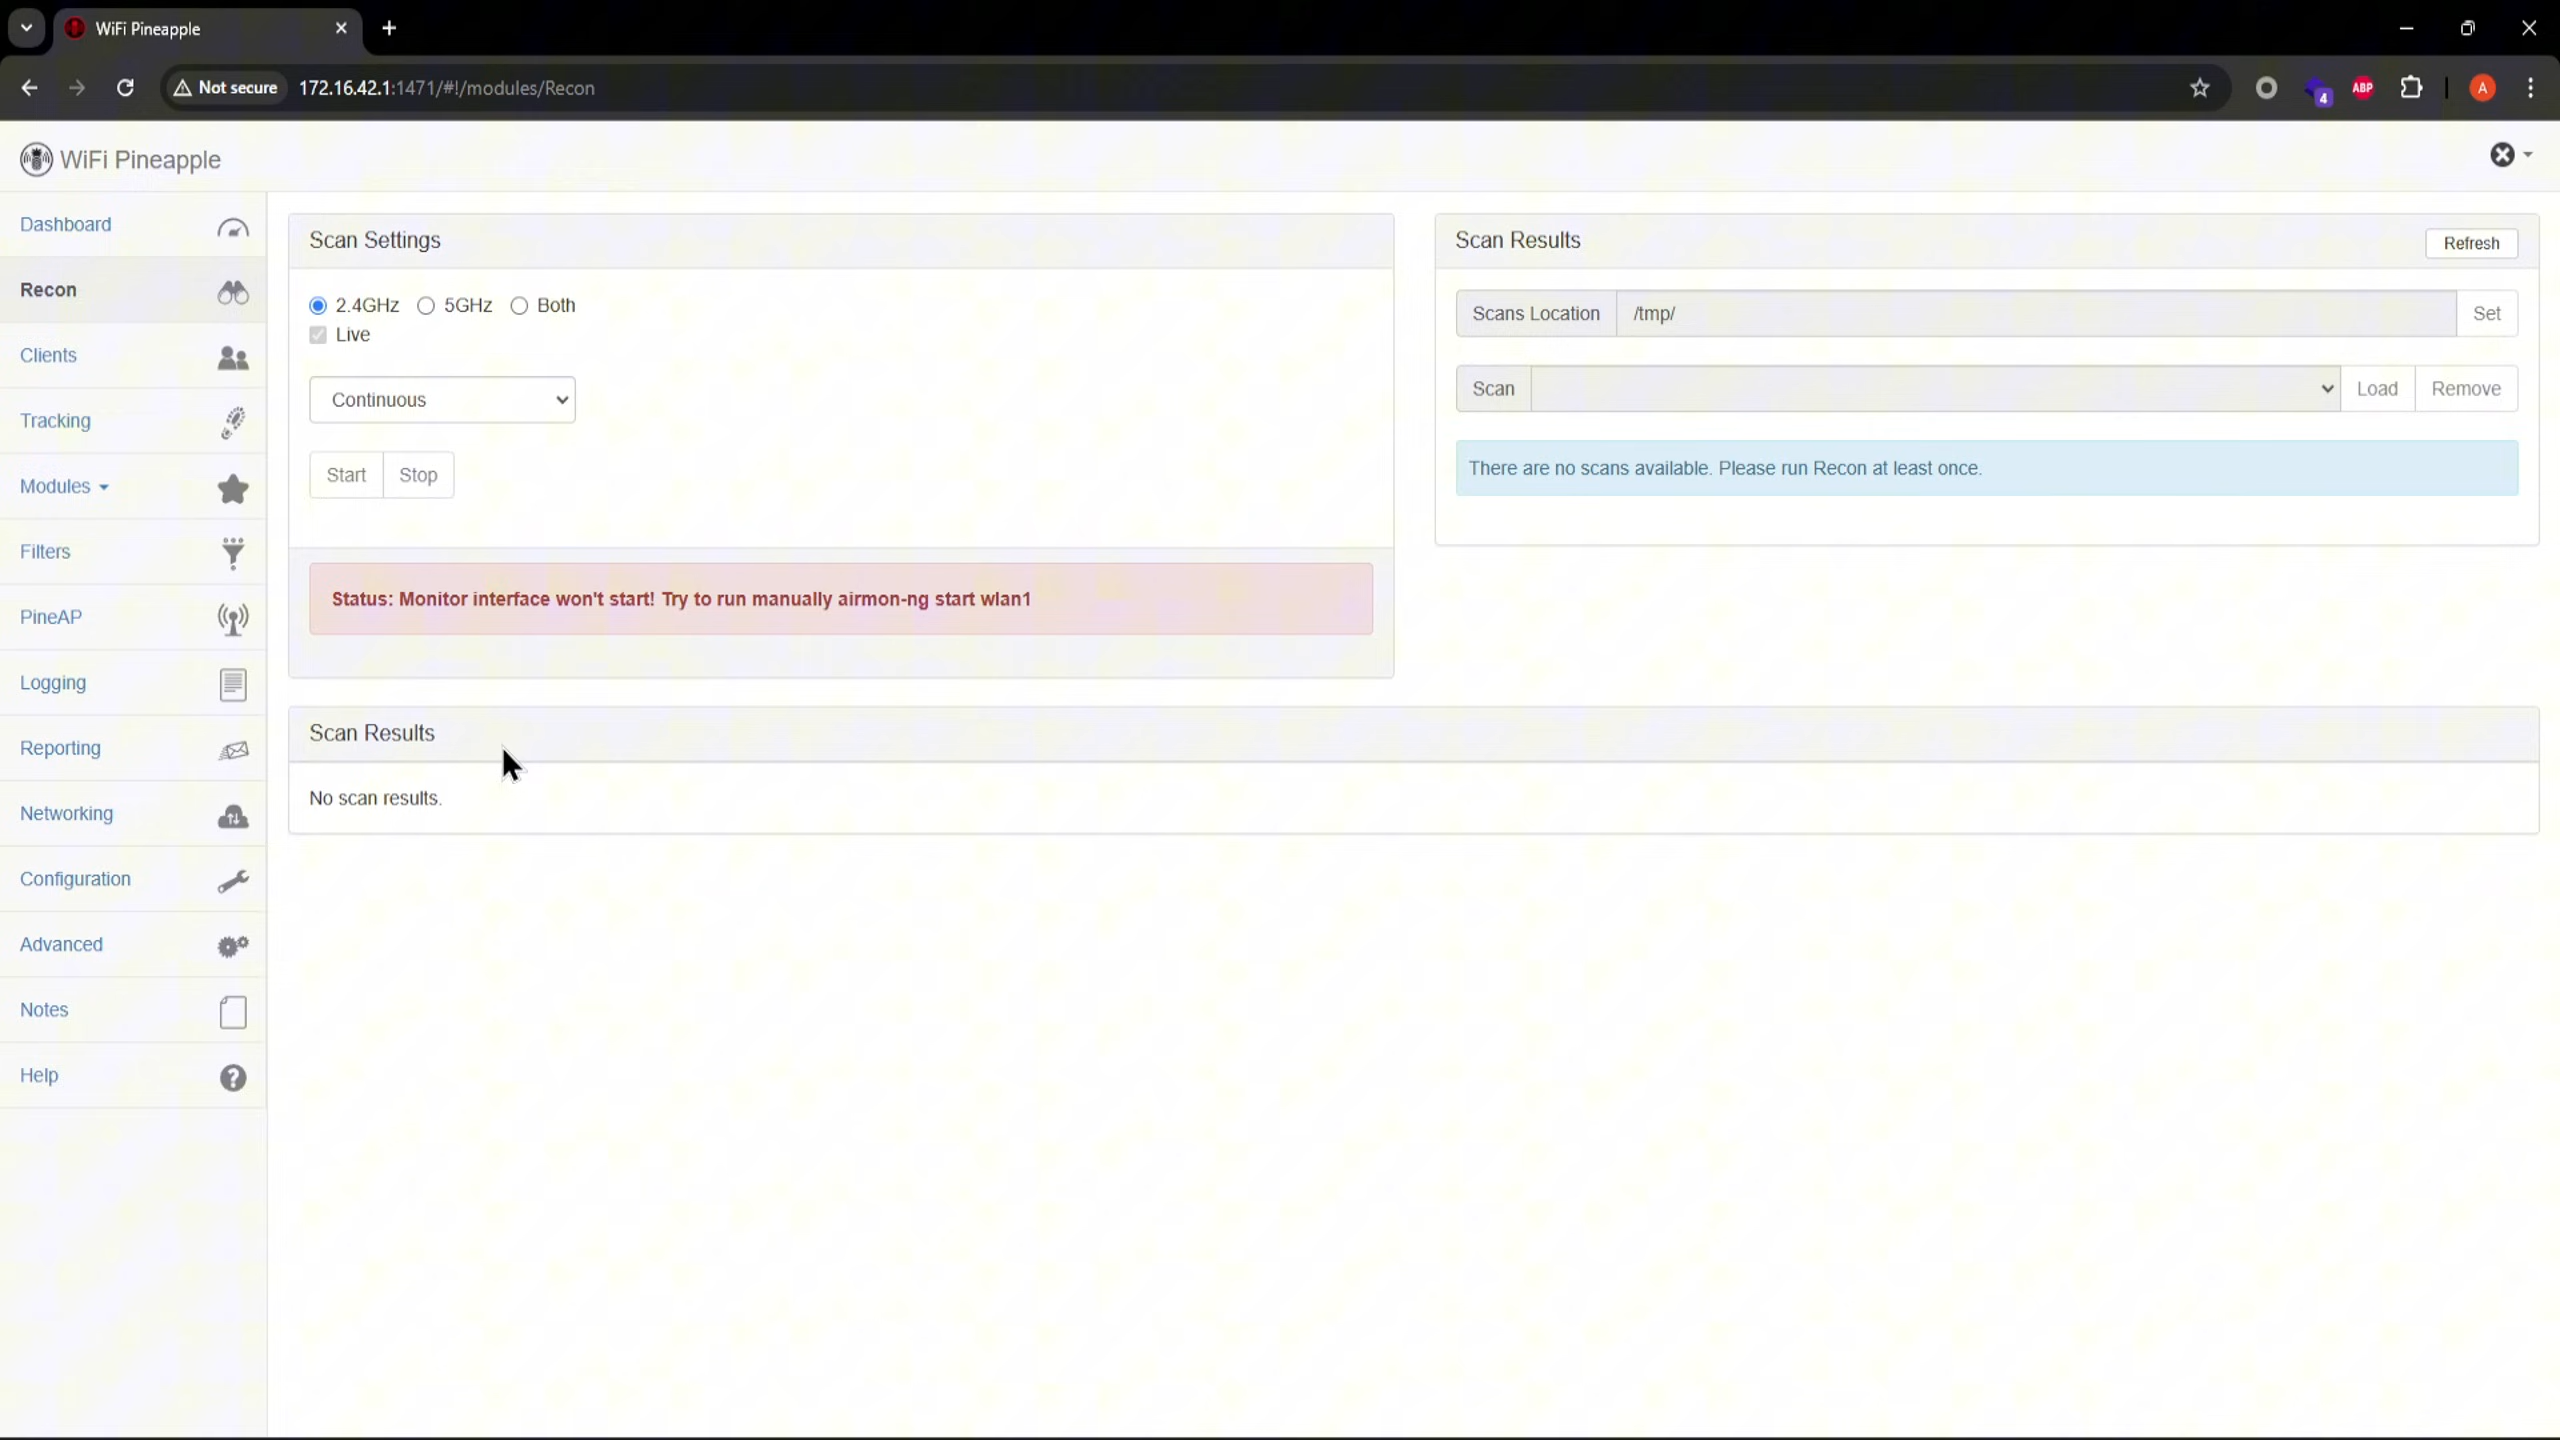 WiFi Pineapple
Not secure
172.16.42.1:1471/#!/modules/Recon
4
ABP
A
WiFi Pineapple
Dashboard
Recon
Clients
Tracking
Modules
Filters
PineAP
Logging
Reporting
Networking
Configuration
Advanced
Notes
Help
Scan Settings
2.4GHz 5GHz Both
Live
Continuous
Start Stop
Status: Monitor interface won't start! Try to run manually airmon-ng start wlan1
Scan Results Refresh
Scans Location /tmp/ Set
Scan Load Remove
There are no scans available. Please run Recon at least once.
Scan Results
No scan results.